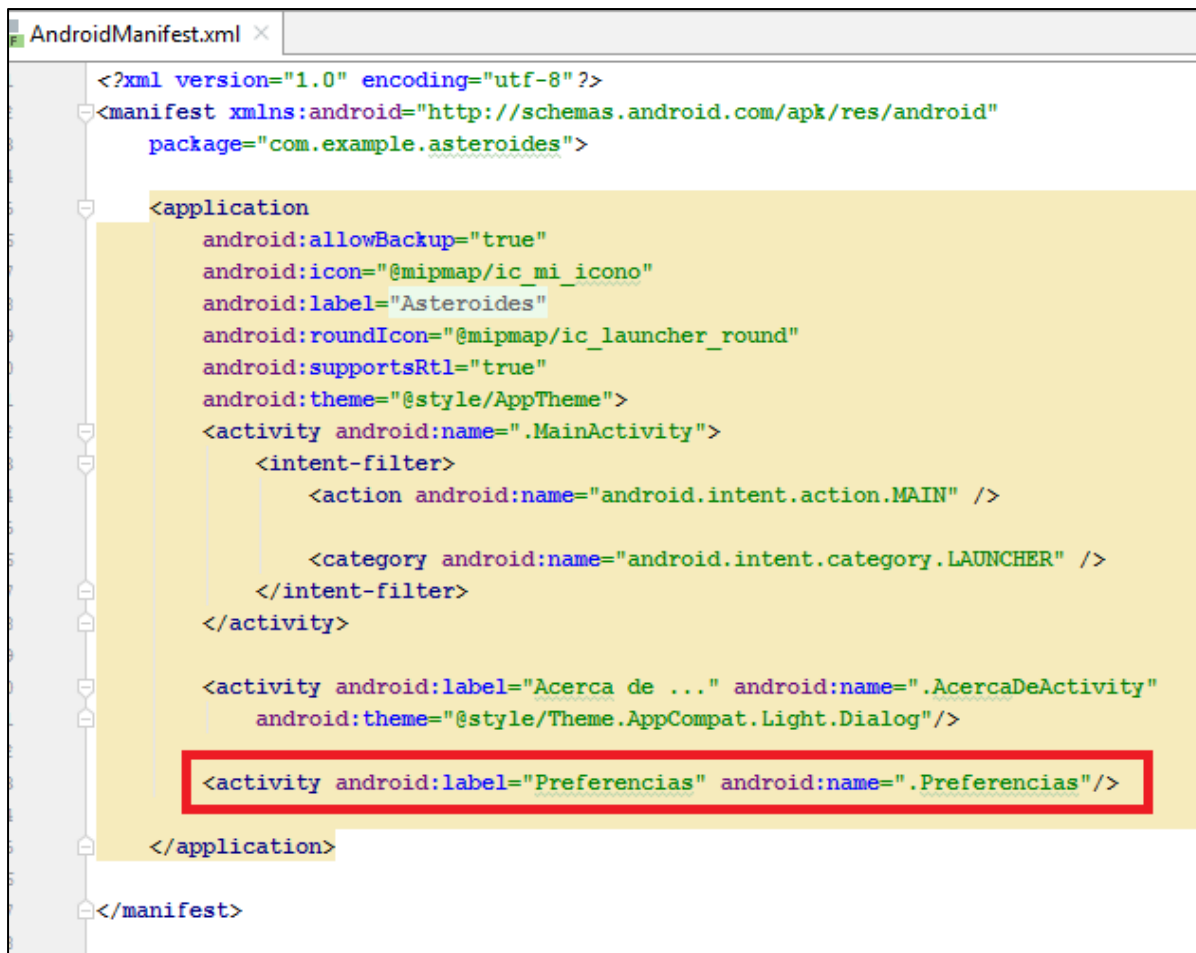 AndroidManifest.xml
<?xml version="1.0" encoding="utf-8"?>
<manifest xmlns:android="http://schemas.android.com/apk/res/android"
package="com.example.asteroides">
<application
android:allowBackup="true"
android:icon="@mipmap/ic_mi_icono"
android:label="Asteroides"
android:roundIcon="@mipmap/ic_launcher_round"
android:supportsRtl="true"
android:theme="@style/AppTheme">
<activity android:name=".MainActivity">
<intent-filter>
<action android:name="android.intent.action.MAIN" />
<category android:name="android.intent.category.LAUNCHER" />
</intent-filter>
</activity>
<activity android:label="Acerca de ..." android:name=".AcercaDeActivity"
android:theme="@style/Theme.AppCompat.Light.Dialog"/>
<activity android:label="Preferencias" android:name=".Preferencias"/>
</application>
</manifest>